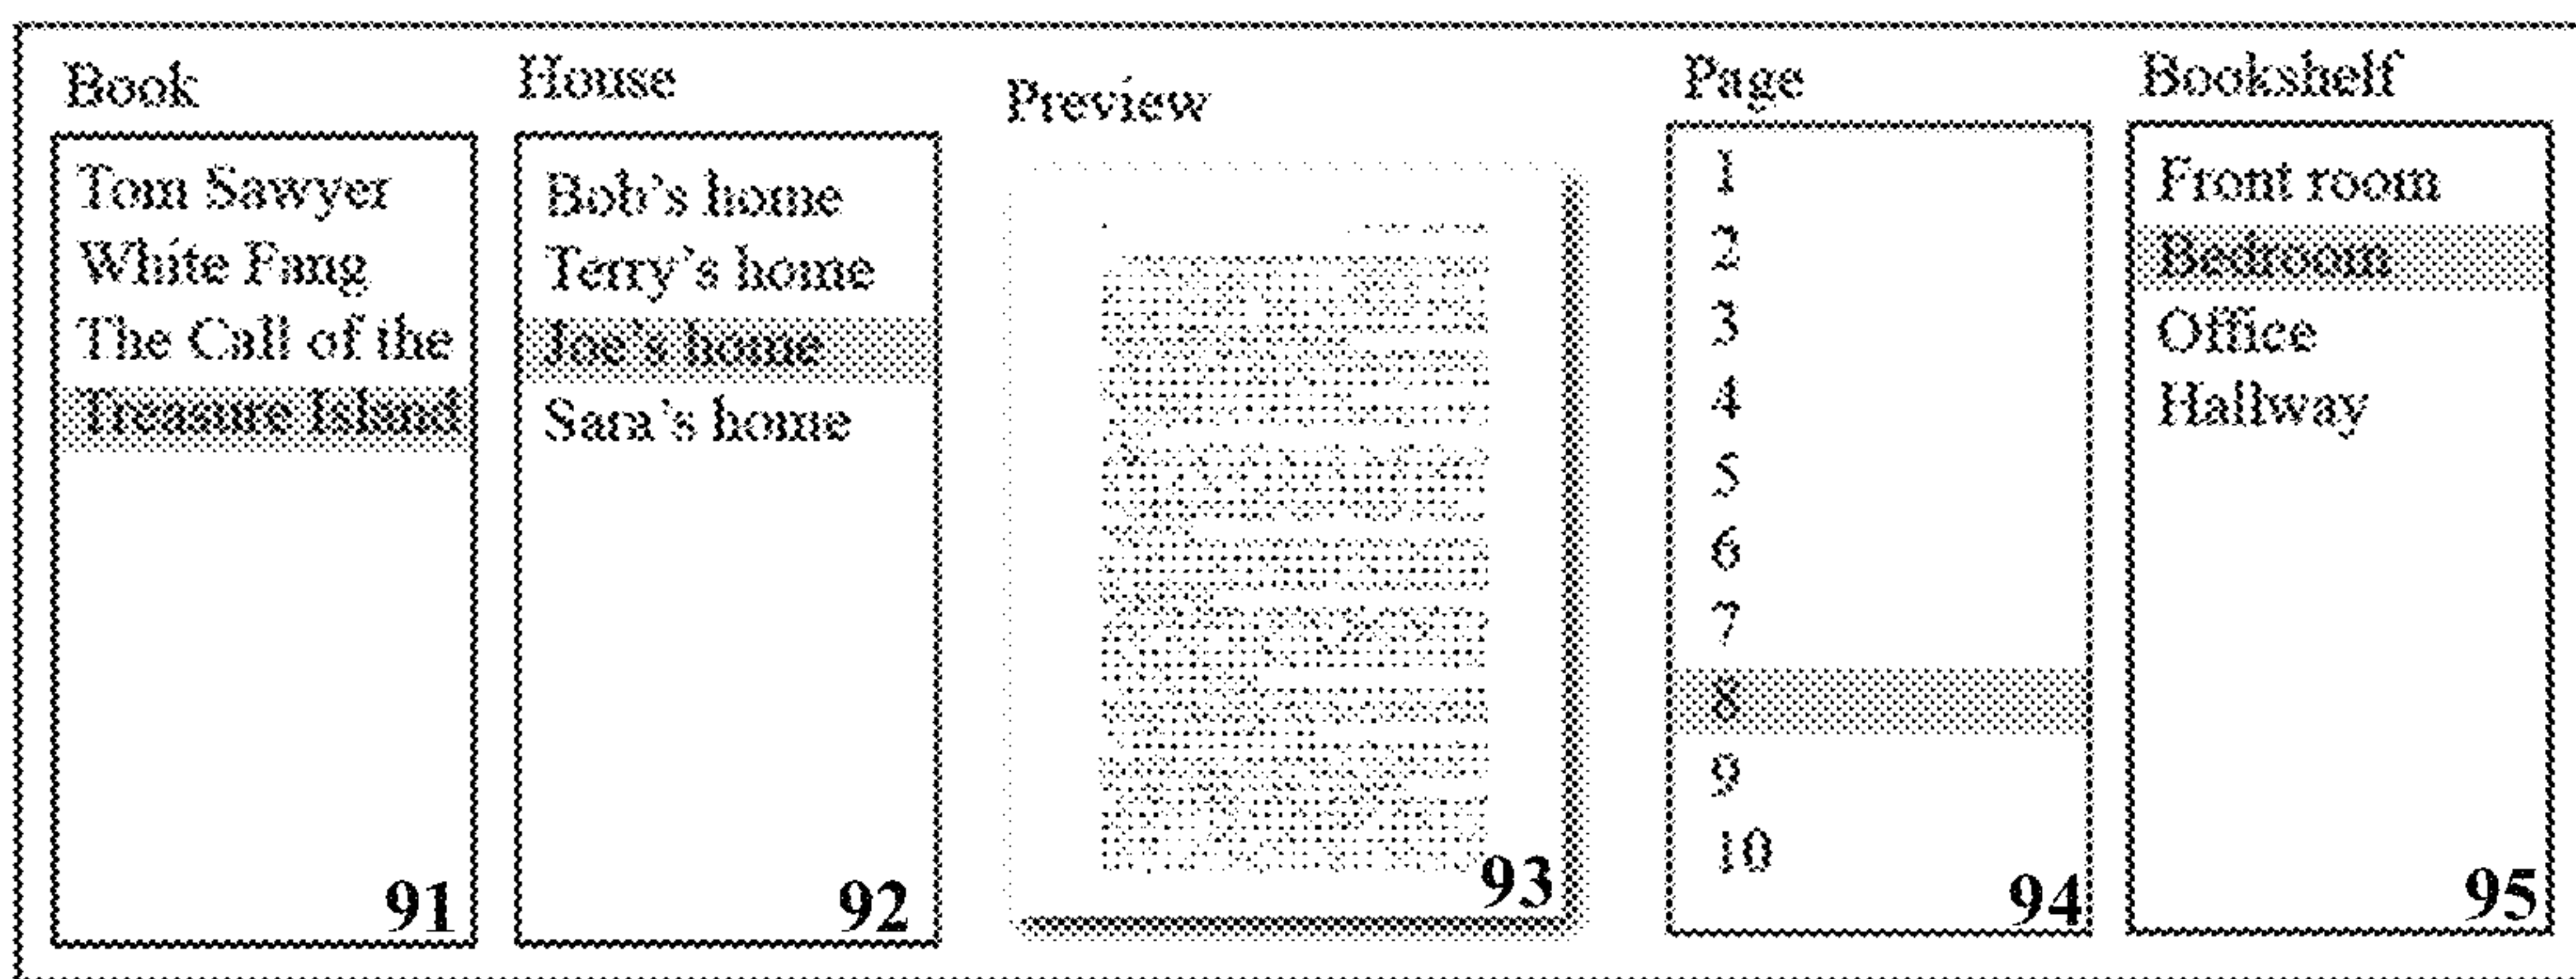 Book
Tom Sawyer
White Fang
The Call of the
Treasure Island
91
House
Bob's home
Terry's home
Joe's home
Sara's home
92
Preview
93
Page
1
2
3
4
5
6
7
8
9
10
94
Bookshelf
Front room
Bedroom
Office
Hallway
95